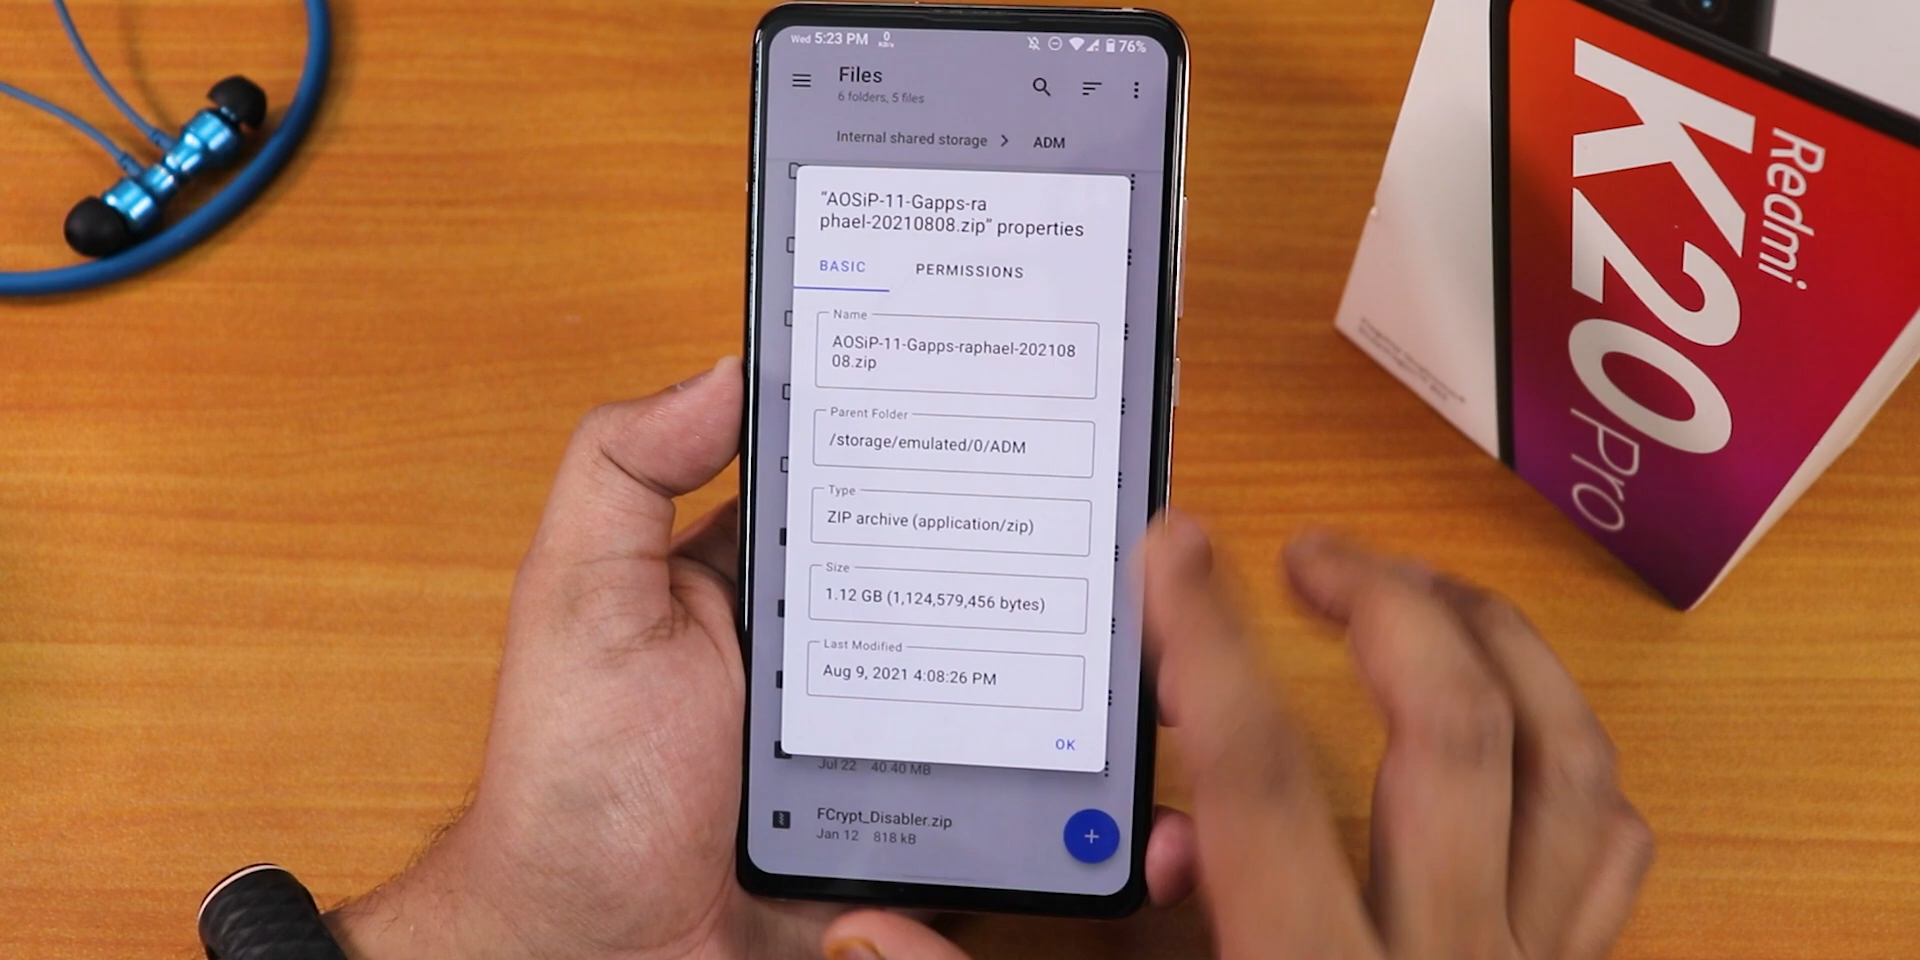 Wed 5:23 PM 0 KB/s 76%
Files
6 folders, 5 files
Internal shared storage > ADM
“AOSiP-11-Gapps-ra
phael-20210808.zip” properties
BASIC PERMISSIONS
Name
AOSiP-11-Gapps-raphael-202108
08.zip
Parent Folder
/storage/emulated/0/ADM
Type
ZIP archive (application/zip)
Size
1.12 GB (1,124,579,456 bytes)
Last Modified
Aug 9, 2021 4:08:26 PM
OK
Jul 22 40.40 MB
FCrypt_Disabler.zip
Jan 12 818 kB
Redmi
K20 Pro